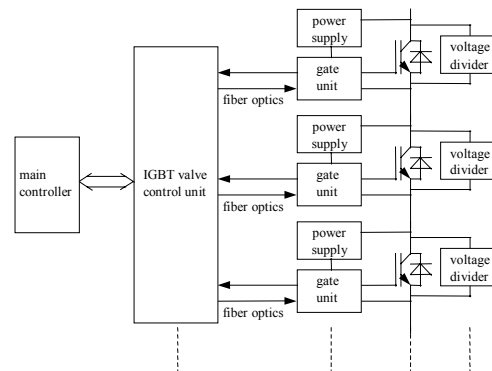 power
supply
voltage
divider
gate
unit
fiber optics
power
supply
main
controller
IGBT valve
control unit
voltage
divider
gate
unit
fiber optics
power
supply
voltage
divider
gate
unit
fiber optics